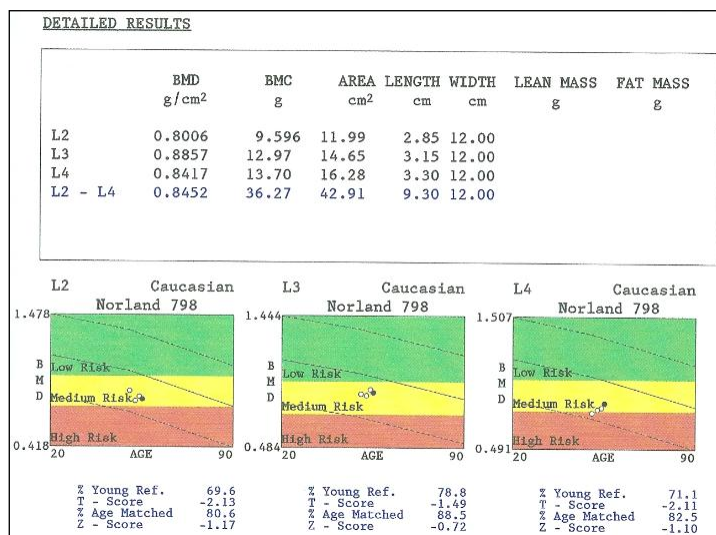 DETAILED RESULTS
BMD BMC AREA LENGTH WIDTH LEAN MASS FAT MASS
g/cm² g cm² cm cm g g
L2 0.8006 9.596 11.99 2.85 12.00
L3 0.8857 12.97 14.65 3.15 12.00
L4 0.8417 13.70 16.28 3.30 12.00
L2 - L4 0.8452 36.27 42.91 9.30 12.00
L2 Caucasian
Norland 798
1.478
B
M
D
Low Risk
Medium Risk
High Risk
0.418
20 AGE 90
% Young Ref. 69.6
T - Score -2.13
% Age Matched 80.6
Z - Score -1.17
L3 Caucasian
Norland 798
1.444
B
M
D
Low Risk
Medium Risk
High Risk
0.484
20 AGE 90
% Young Ref. 78.8
T - Score -1.49
% Age Matched 88.5
Z - Score -0.72
L4 Caucasian
Norland 798
1.507
B
M
D
Low Risk
Medium Risk
High Risk
0.491
20 AGE 90
% Young Ref. 71.1
T - Score -2.11
% Age Matched 82.5
Z - Score -1.10